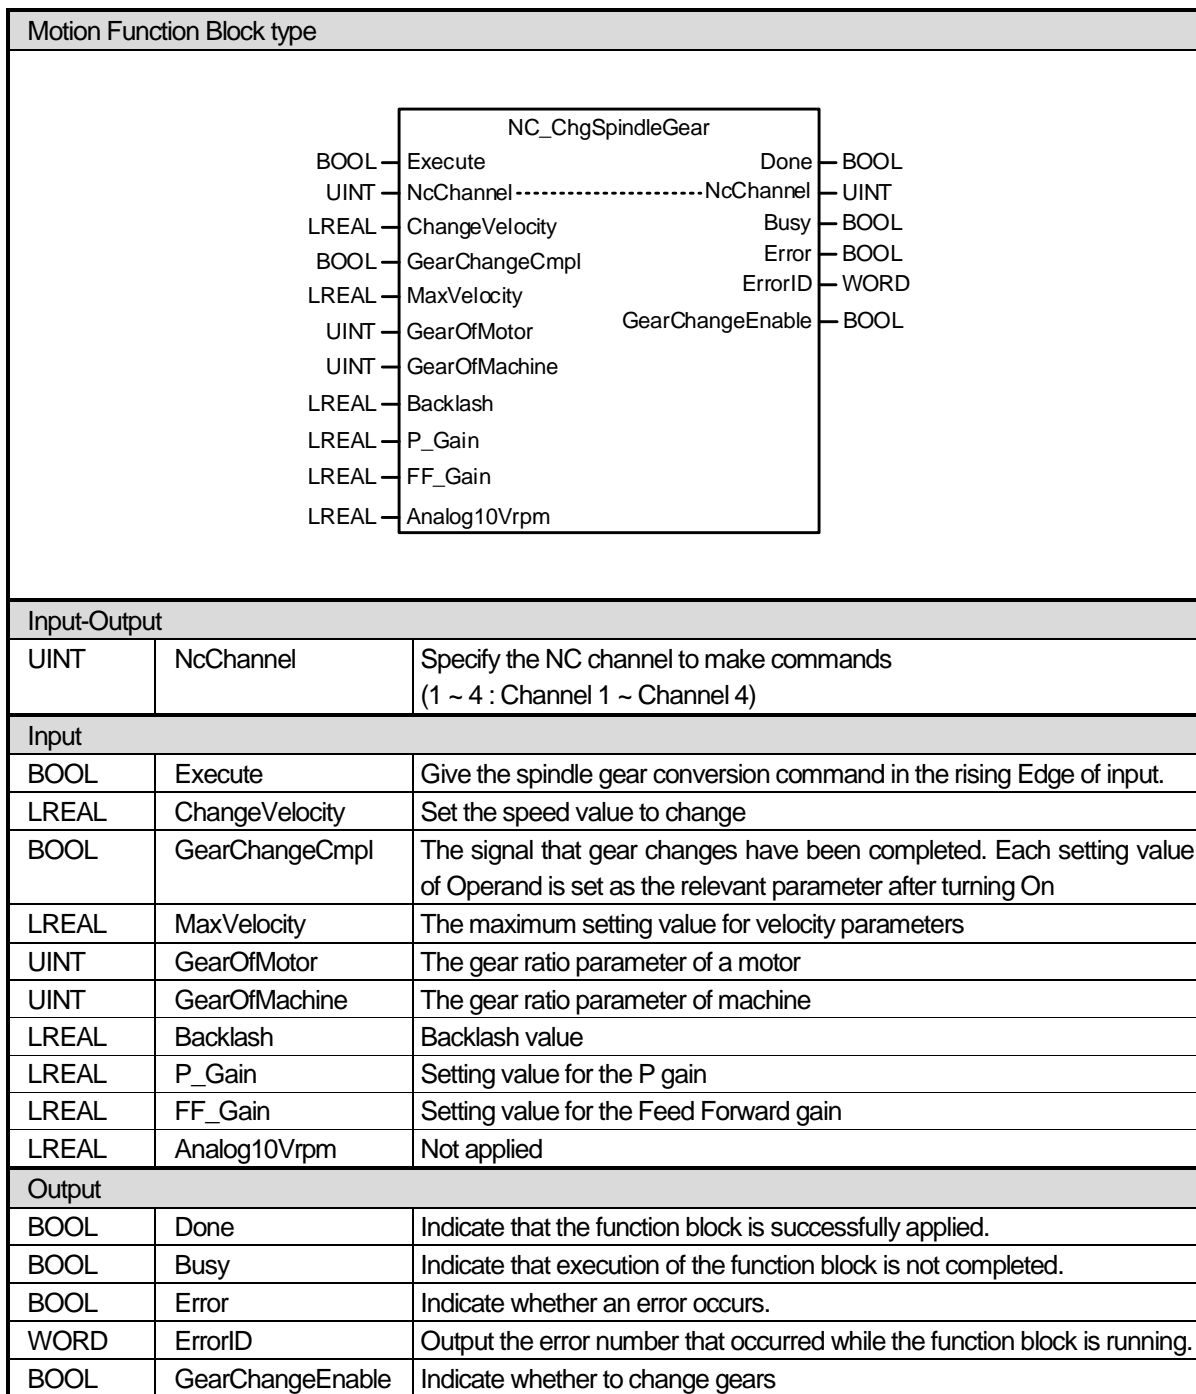 Motion Function Block type
NC_ChgSpindleGear
BOOL Execute Done BOOL
UINT NcChannel NcChannel UINT
LREAL ChangeVelocity Busy BOOL
BOOL GearChangeCmpl Error BOOL
LREAL MaxVelocity ErrorID WORD
UINT GearOfMotor GearChangeEnable BOOL
UINT GearOfMachine
LREAL Backlash
LREAL P_Gain
LREAL FF_Gain
LREAL Analog10Vrpm
Input-Output
UINT NcChannel Specify the NC channel to make commands
(1 ~ 4 : Channel 1 ~ Channel 4)
Input
BOOL Execute Give the spindle gear conversion command in the rising Edge of input.
LREAL ChangeVelocity Set the speed value to change
BOOL GearChangeCmpl The signal that gear changes have been completed. Each setting value
of Operand is set as the relevant parameter after turning On
LREAL MaxVelocity The maximum setting value for velocity parameters
UINT GearOfMotor The gear ratio parameter of a motor
UINT GearOfMachine The gear ratio parameter of machine
LREAL Backlash Backlash value
LREAL P_Gain Setting value for the P gain
LREAL FF_Gain Setting value for the Feed Forward gain
LREAL Analog10Vrpm Not applied
Output
BOOL Done Indicate that the function block is successfully applied.
BOOL Busy Indicate that execution of the function block is not completed.
BOOL Error Indicate whether an error occurs.
WORD ErrorID Output the error number that occurred while the function block is running.
BOOL GearChangeEnable Indicate whether to change gears